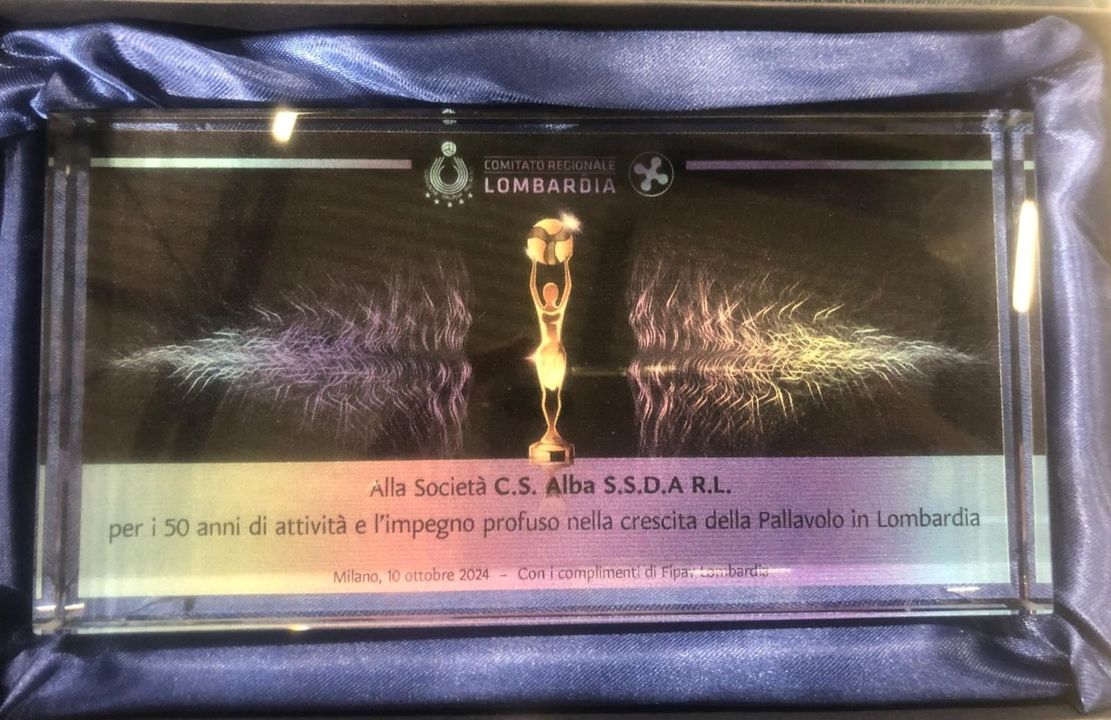 COMITATO REGIONALE
LOMBARDIA
Alla Società C.S. Alba S.S.D.A R.L.
per i 50 anni di attività e l'impegno profuso nella crescita della Pallavolo in Lombardia
Milano, 10 ottobre 2024 - Con i complimenti di Fipav Lombardia